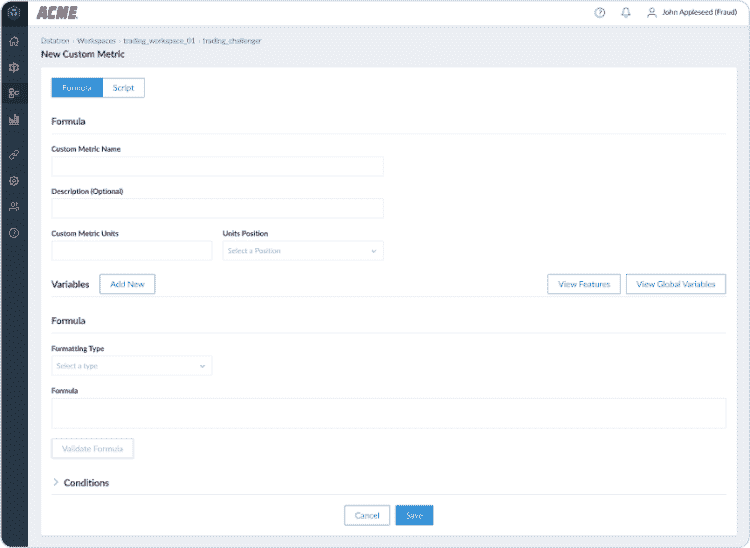 ACME
John Appleseed (Fraud)
Datatron - Workspaces - trading_workspace_01 - trading_challenger
New Custom Metric
Formula Script
Formula
Custom Metric Name
Description (Optional)
Custom Metric Units Units Position
Select a Position
Variables Add New View Features View Global Variables
Formula
Formatting Type
Select a type
Formula
Validate Formula
Conditions
Cancel Save